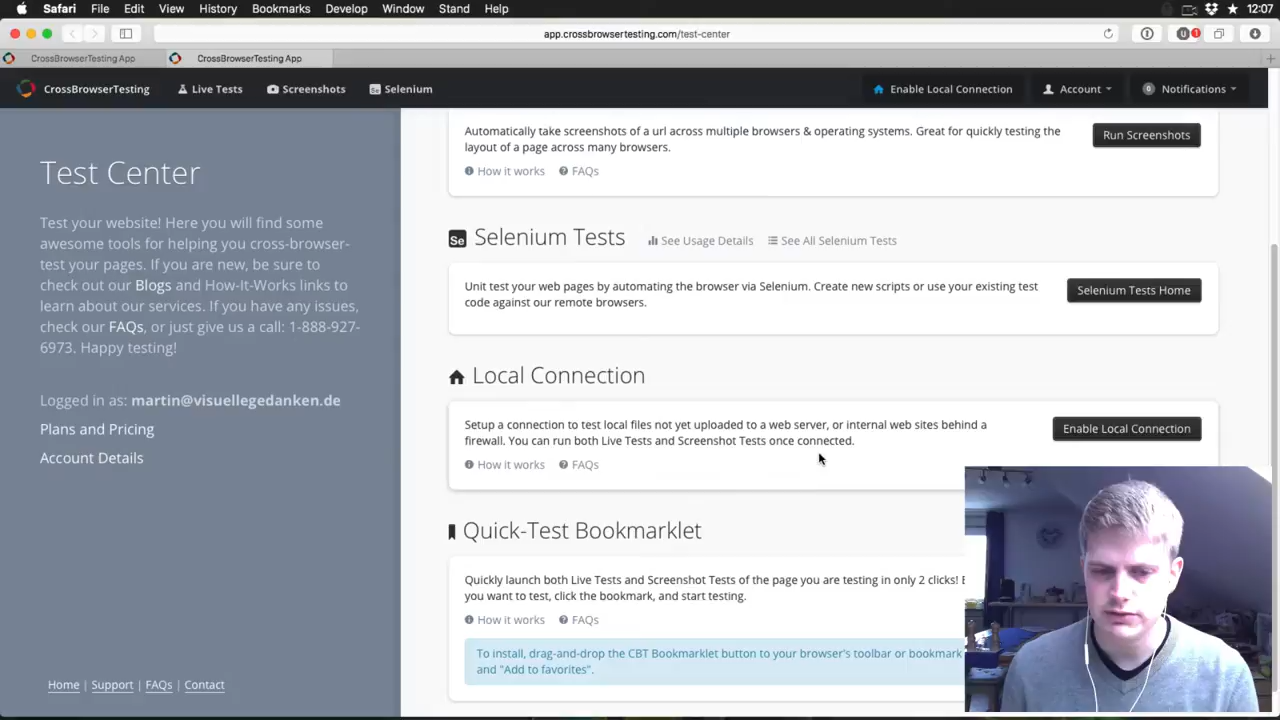 Safari File Edit View History Bookmarks Develop Window Stand Help 12:07
app.crossbrowsertesting.com/test-center
CrossBrowserTesting App
CrossBrowserTesting App
CrossBrowserTesting Live Tests Screenshots Se Selenium Enable Local Connection Account 0 Notifications
Test Center
Test your website! Here you will find some
awesome tools for helping you cross-browser-
test your pages. If you are new, be sure to
check out our Blogs and How-It-Works links to
learn about our services. If you have any issues,
check our FAQs, or just give us a call: 1-888-927-
6973. Happy testing!
Logged in as: martin@visuellegedanken.de
Plans and Pricing
Account Details
Home | Support | FAQs | Contact
Automatically take screenshots of a url across multiple browsers & operating systems. Great for quickly testing the
layout of a page across many browsers.
Run Screenshots
How it works FAQs
Se Selenium Tests See Usage Details See All Selenium Tests
Unit test your web pages by automating the browser via Selenium. Create new scripts or use your existing test
code against our remote browsers.
Selenium Tests Home
Local Connection
Setup a connection to test local files not yet uploaded to a web server, or internal web sites behind a
firewall. You can run both Live Tests and Screenshot Tests once connected.
Enable Local Connection
How it works FAQs
Quick-Test Bookmarklet
Quickly launch both Live Tests and Screenshot Tests of the page you are testing in only 2 clicks!
you want to test, click the bookmark, and start testing.
How it works FAQs
To install, drag-and-drop the CBT Bookmarklet button to your browser's toolbar or bookmark
and "Add to favorites".